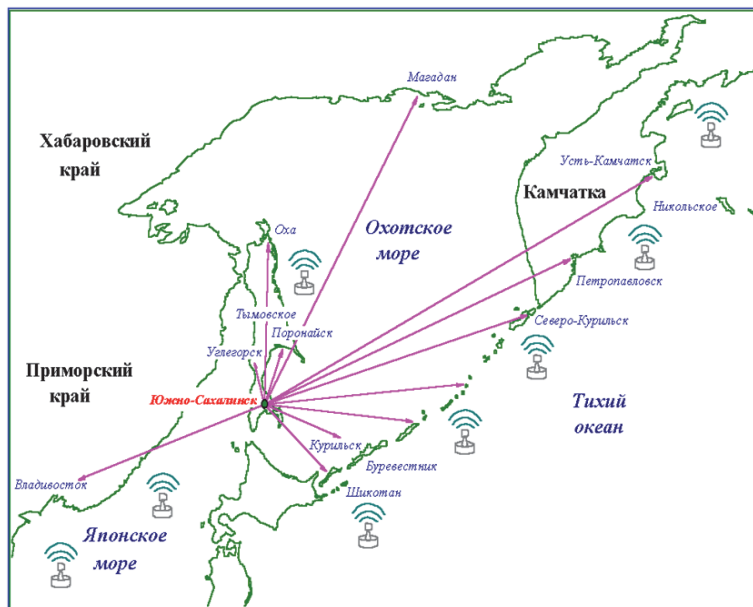 Магадан
Хабаровский
край
Усть-Камчатск
Камчатка
Никольское
Оха
Охотское
море
Петропавловск
Тымовское
Северо-Курильск
Поронайск
Углегорск
Приморский
край
Южно-Сахалинск
Тихий
океан
Курильск
Буревестник
Владивосток
Шикотан
Японское
море